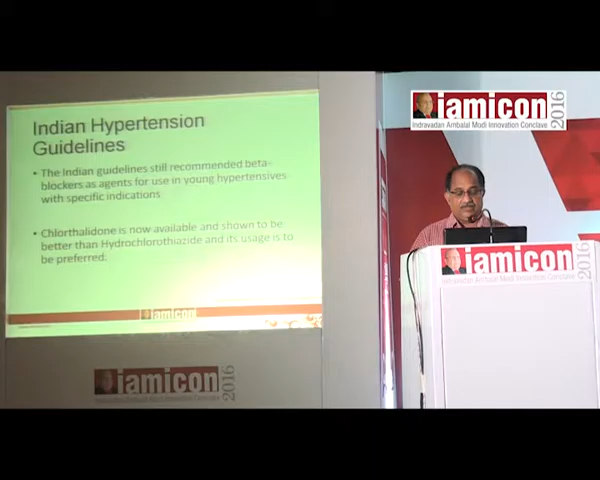 Indian Hypertension
Guidelines
• The Indian guidelines still recommended beta-
blockers as agents for use in young hypertensives
with specific indications
• Chlorthalidone is now available and shown to be
better than Hydrochlorothiazide and its usage is to
be preferred.
iamicon
iamicon 2016
iamicon 2016
Indravadan Ambalal Modi Innovation Conclave
iamicon 2016
Indravadan Ambalal Modi Innovation Conclave